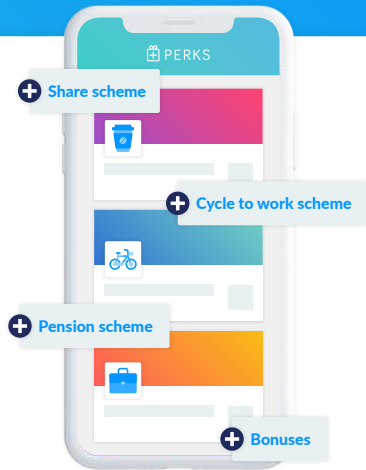 PERKS
Share scheme
Cycle to work scheme
Pension scheme
Bonuses